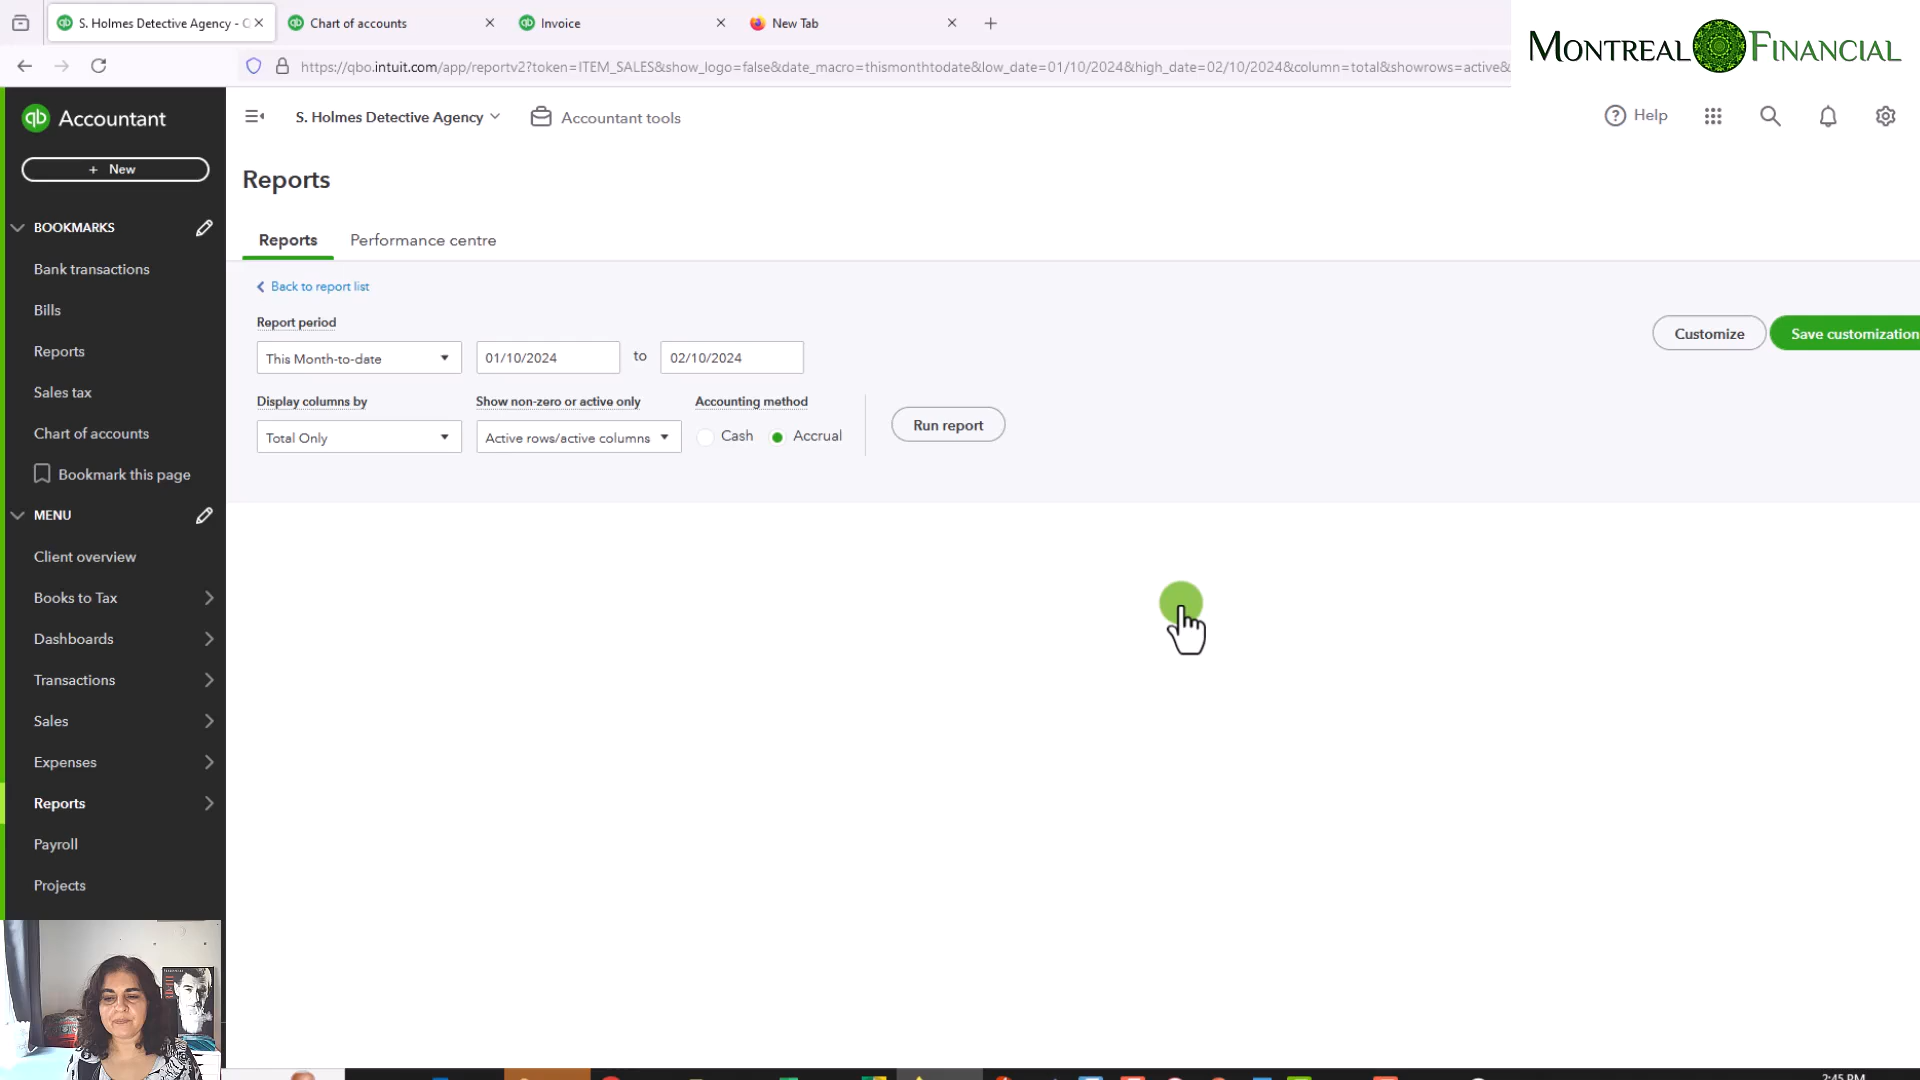 S. Holmes Detective Agency - C
Chart of accounts
Invoice
New Tab
https://qbo.intuit.com/app/reportv2?token=ITEM_SALES&show_logo=false&date_macro=thismonthtodate&low_date=01/10/2024&high_date=02/10/2024&column=total&showrows=active&
MONTREAL FINANCIAL
qb Accountant
+ New
BOOKMARKS
Bank transactions
Bills
Reports
Sales tax
Chart of accounts
Bookmark this page
MENU
Client overview
Books to Tax
Dashboards
Transactions
Sales
Expenses
Reports
Payroll
Projects
S. Holmes Detective Agency
Accountant tools
? Help
Reports
Reports
Performance centre
Back to report list
Report period
This Month-to-date
01/10/2024
to
02/10/2024
Customize
Save customization
Display columns by
Show non-zero or active only
Accounting method
Total Only
Active rows/active columns
Cash
Accrual
Run report
2:45 PM